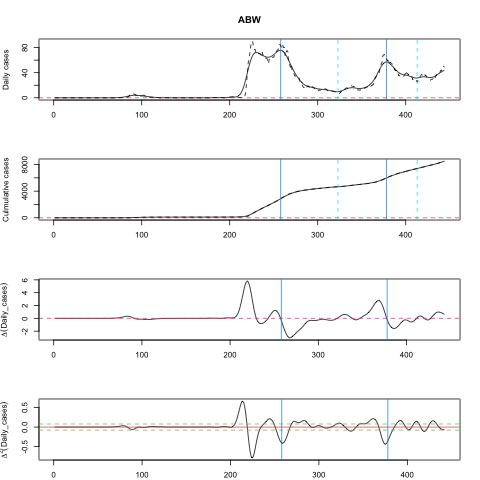 ABW
Daily cases
0 40 80
0 100 200 300 400
Culmulative cases
0 4000 8000
0 100 200 300 400
Δ(Daily_cases)
-2 0 2 4 6
0 100 200 300 400
Δ²(Daily_cases)
-0.5 0.0 0.5
0 100 200 300 400